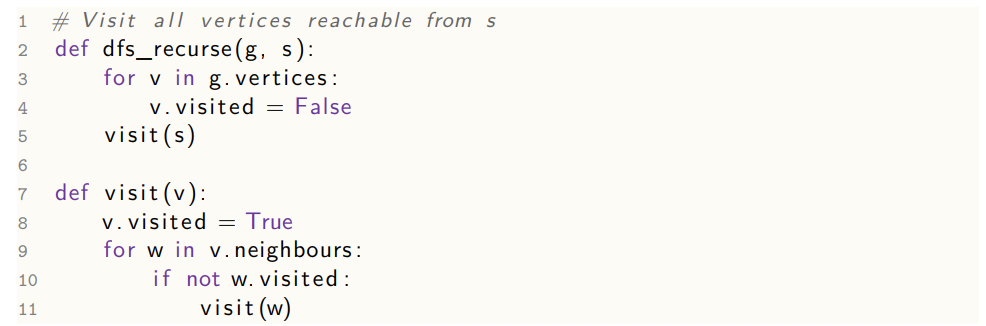 1 # Visit all vertices reachable from s
2 def dfs_recurse(g, s):
3     for v in g.vertices:
4         v.visited = False
5     visit(s)
6
7 def visit(v):
8     v.visited = True
9     for w in v.neighbours:
10         if not w.visited:
11             visit(w)